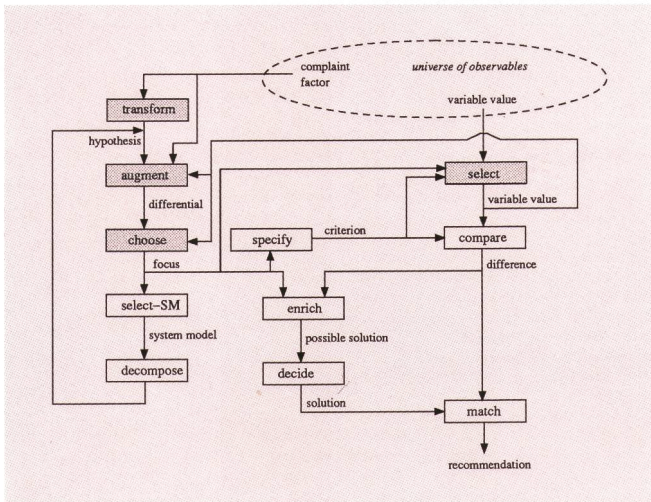 complaint
factor
universe of observables
variable value
transform
hypothesis
augment
select
differential
variable value
choose
specify
criterion
compare
focus
difference
select-SM
enrich
system model
possible solution
decompose
decide
solution
match
recommendation